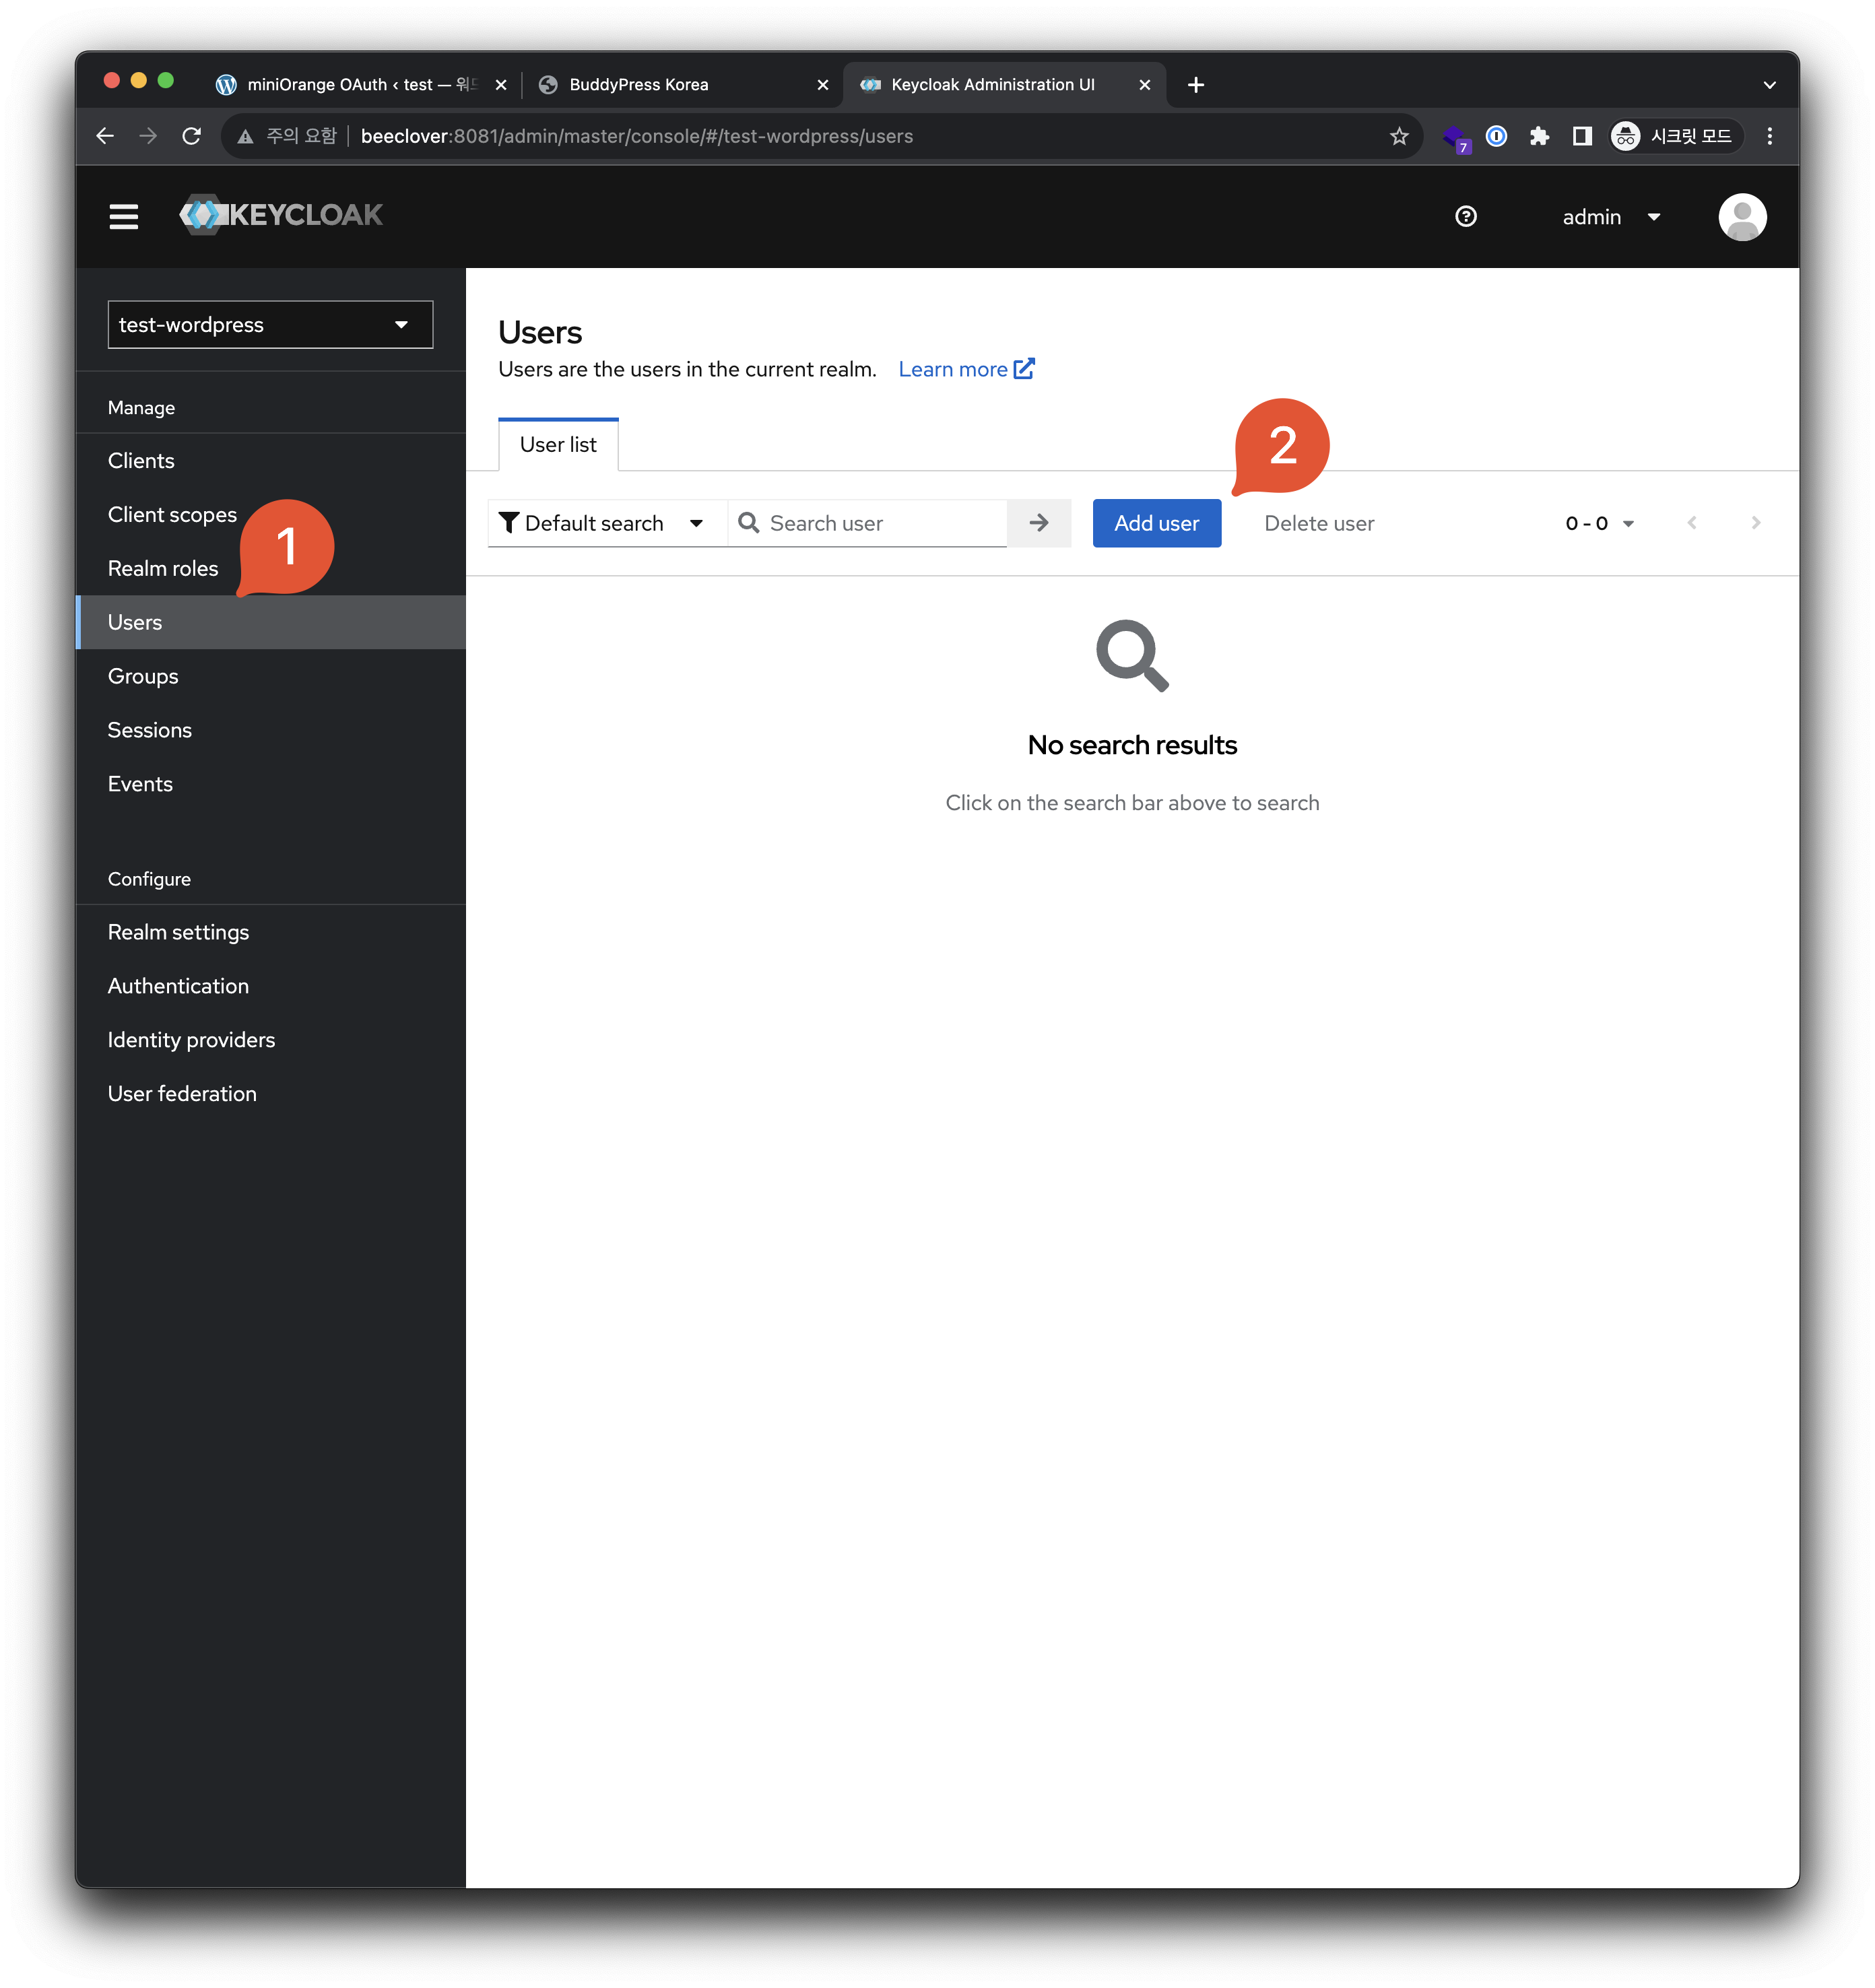 miniOrange OAuth ‹ test — 워드
BuddyPress Korea
Keycloak Administration UI
주의 요함
beeclover:8081/admin/master/console/#/test-wordpress/users
7
시크릿 모드
KEYCLOAK
admin
test-wordpress
Manage
Clients
Client scopes
1
Realm roles
Users
Groups
Sessions
Events
Configure
Realm settings
Authentication
Identity providers
User federation
Users
Users are the users in the current realm.
Learn more
User list
2
Default search
Search user
Add user
Delete user
0 - 0
No search results
Click on the search bar above to search